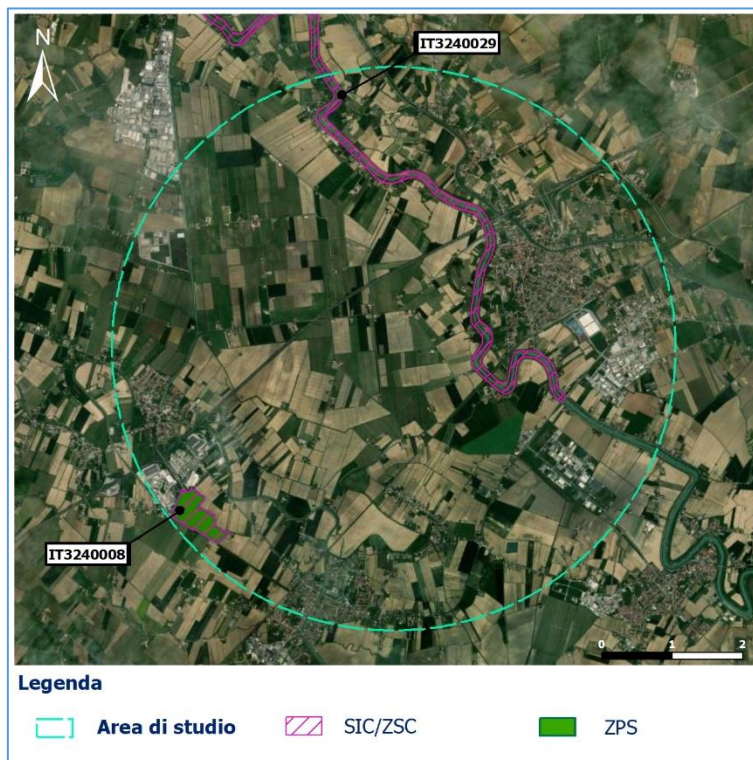 N
IT3240029
IT3240008
0 1 2
Legenda
Area di studio SIC/ZSC ZPS